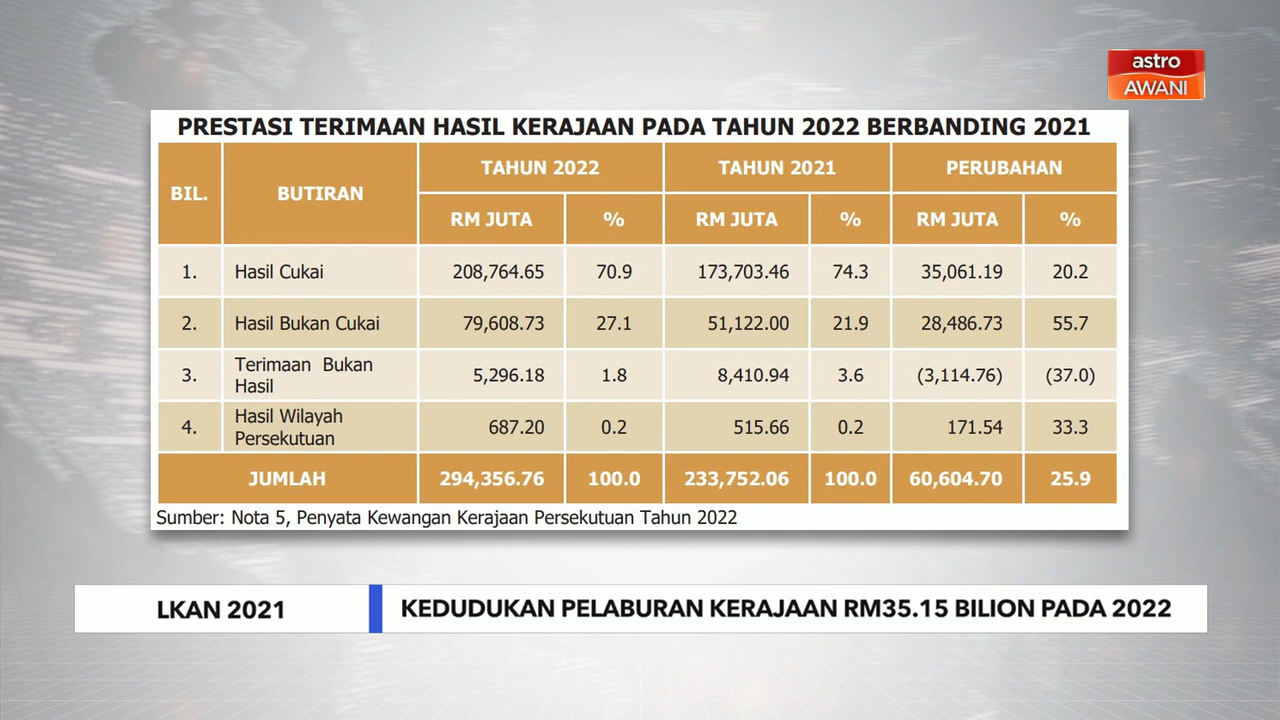 astro
AWANI
PRESTASI TERIMAAN HASIL KERAJAAN PADA TAHUN 2022 BERBANDING 2021
BIL. BUTIRAN TAHUN 2022 TAHUN 2021 PERUBAHAN
RM JUTA % RM JUTA % RM JUTA %
1. Hasil Cukai 208,764.65 70.9 173,703.46 74.3 35,061.19 20.2
2. Hasil Bukan Cukai 79,608.73 27.1 51,122.00 21.9 28,486.73 55.7
3. Terimaan Bukan
Hasil 5,296.18 1.8 8,410.94 3.6 (3,114.76) (37.0)
4. Hasil Wilayah
Persekutuan 687.20 0.2 515.66 0.2 171.54 33.3
JUMLAH 294,356.76 100.0 233,752.06 100.0 60,604.70 25.9
Sumber: Nota 5, Penyata Kewangan Kerajaan Persekutuan Tahun 2022
LKAN 2021
KEDUDUKAN PELABURAN KERAJAAN RM35.15 BILION PADA 2022